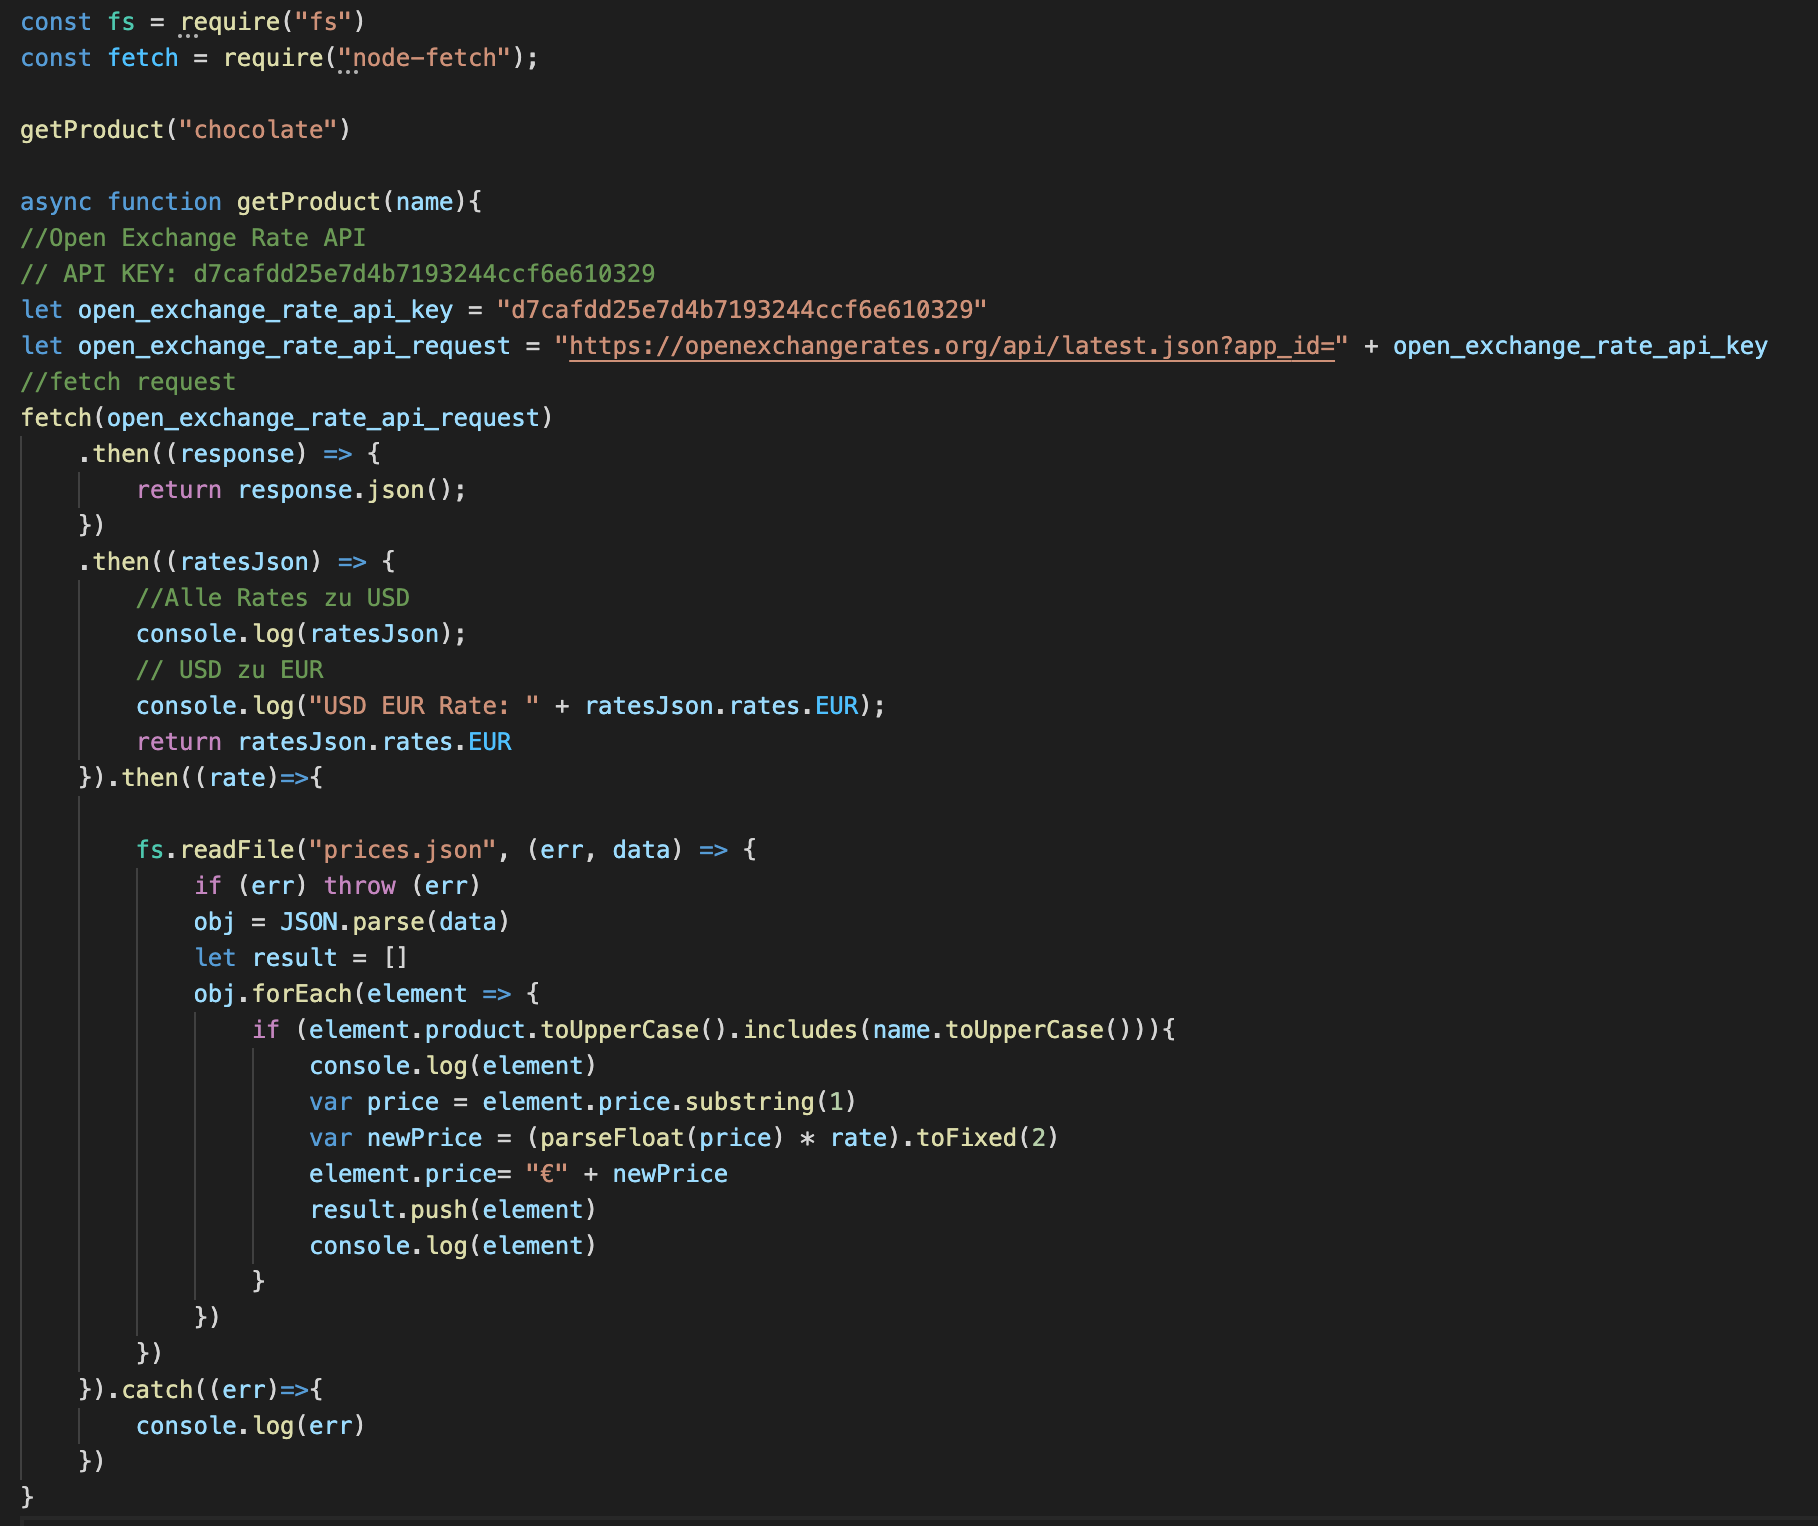 const fs = require("fs")
const fetch = require("node-fetch");
getProduct("chocolate")
async function getProduct(name){
//Open Exchange Rate API
// API KEY: d7cafdd25e7d4b7193244ccf6e610329
let open_exchange_rate_api_key = "d7cafdd25e7d4b7193244ccf6e610329"
let open_exchange_rate_api_request = "https://openexchangerates.org/api/latest.json?app_id=" + open_exchange_rate_api_key
//fetch request
fetch(open_exchange_rate_api_request)
    .then((response) => {
        return response.json();
    })
    .then((ratesJson) => {
        //Alle Rates zu USD
        console.log(ratesJson);
        // USD zu EUR
        console.log("USD EUR Rate: " + ratesJson.rates.EUR);
        return ratesJson.rates.EUR
    }).then((rate)=>{
        fs.readFile("prices.json", (err, data) => {
            if (err) throw (err)
            obj = JSON.parse(data)
            let result = []
            obj.forEach(element => {
                if (element.product.toUpperCase().includes(name.toUpperCase())){
                    console.log(element)
                    var price = element.price.substring(1)
                    var newPrice = (parseFloat(price) * rate).toFixed(2)
                    element.price= "€" + newPrice
                    result.push(element)
                    console.log(element)
                }
            })
        })
    }).catch((err)=>{
        console.log(err)
    })
}